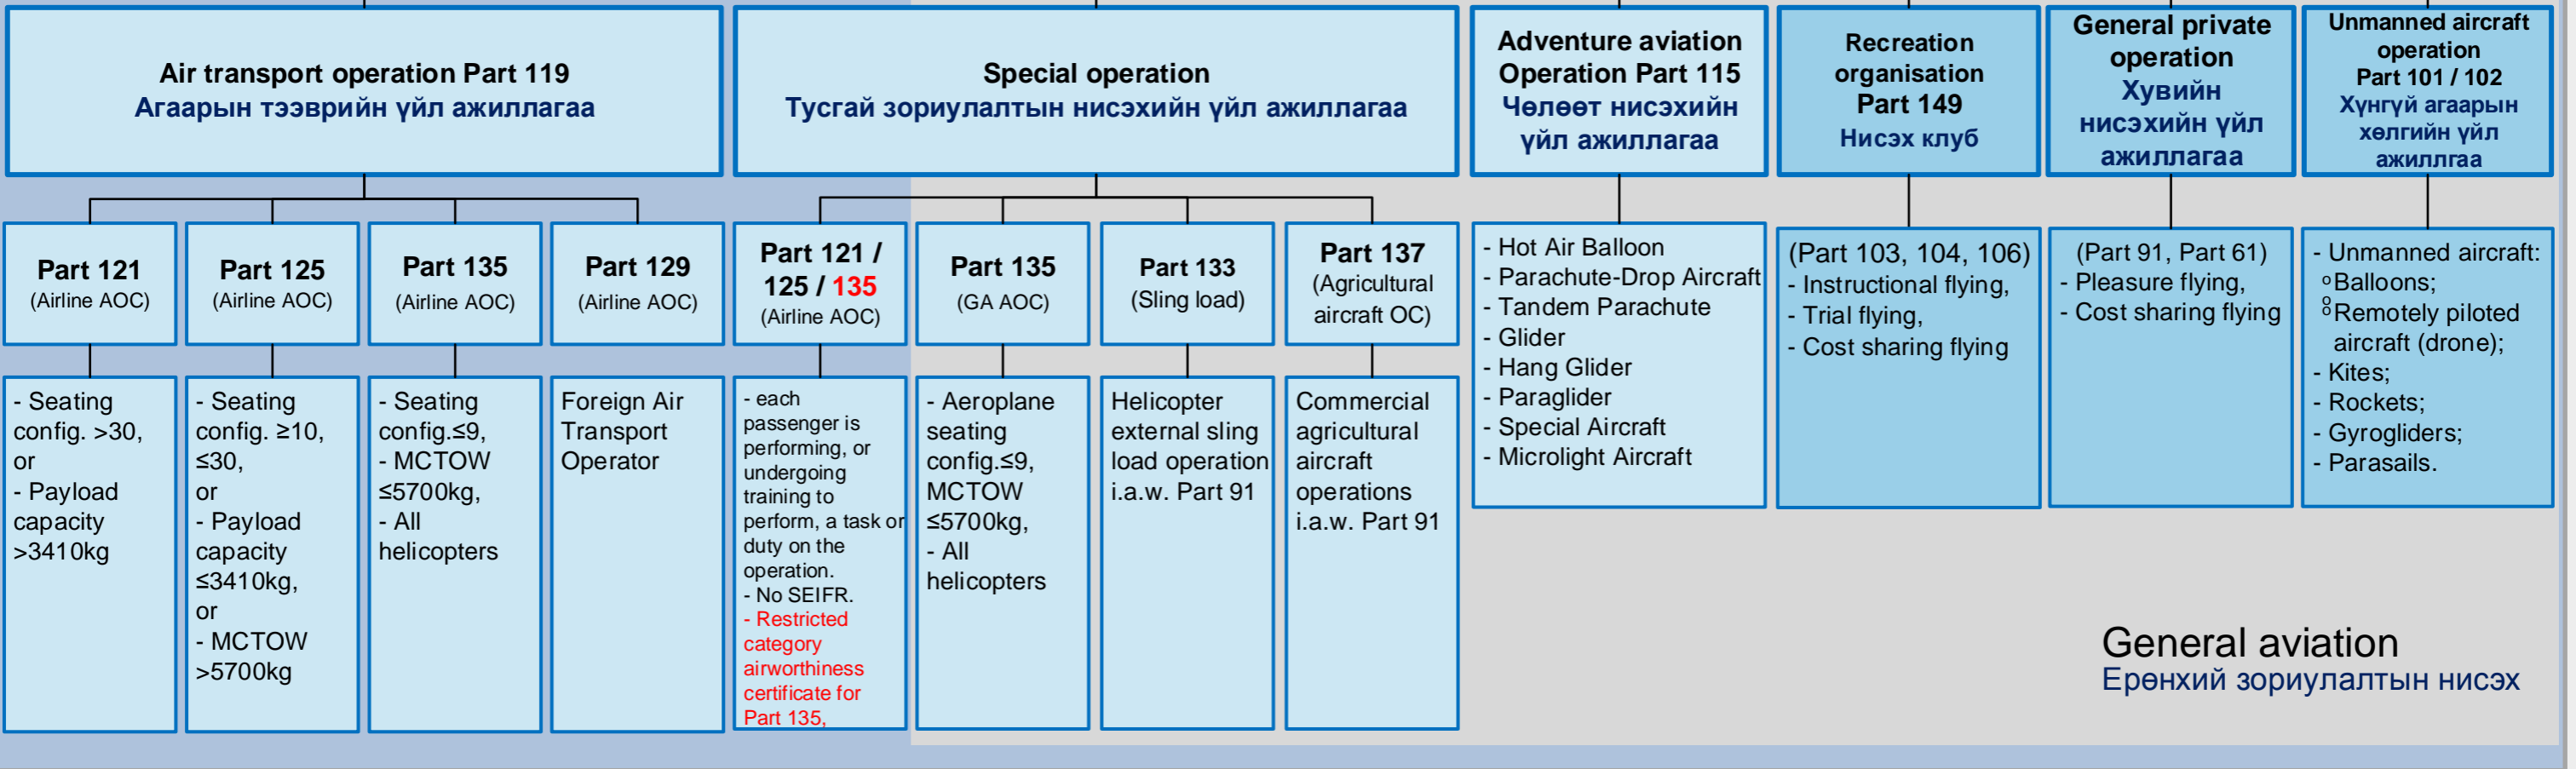 Air transport operation Part 119
Агаарын тээврийн үйл ажиллагаа
Special operation
Тусгай зориулалтын нисэхийн үйл ажиллагаа
Adventure aviation
Operation Part 115
Чөлөөт нисэхийн
үйл ажиллагаа
Recreation
organisation
Part 149
Нисэх клуб
General private
operation
Хувийн
нисэхийн үйл
ажиллагаа
Unmanned aircraft
operation
Part 101 / 102
Хүнгүй агаарын
хөлгийн үйл
ажиллгаа
Part 121
(Airline AOC)
Part 125
(Airline AOC)
Part 135
(Airline AOC)
Part 129
(Airline AOC)
Part 121 /
125 / 135
(Airline AOC)
Part 135
(GA AOC)
Part 133
(Sling load)
Part 137
(Agricultural
aircraft OC)
- Seating
config. >30,
or
- Payload
capacity
>3410kg
- Seating
config. ≥10,
≤30,
or
- Payload
capacity
≤3410kg,
or
- MCTOW
>5700kg
- Seating
config.≤9,
- MCTOW
≤5700kg,
- All
helicopters
Foreign Air
Transport
Operator
- each
passenger is
performing, or
undergoing
training to
perform, a task or
duty on the
operation.
- No SEIFR.
- Restricted
category
airworthiness
certificate for
Part 135,
- Aeroplane
seating
config.≤9,
MCTOW
≤5700kg,
- All
helicopters
Helicopter
external sling
load operation
i.a.w. Part 91
Commercial
agricultural
aircraft
operations
i.a.w. Part 91
- Hot Air Balloon
- Parachute-Drop Aircraft
- Tandem Parachute
- Glider
- Hang Glider
- Paraglider
- Special Aircraft
- Microlight Aircraft
(Part 103, 104, 106)
- Instructional flying,
- Trial flying,
- Cost sharing flying
(Part 91, Part 61)
- Pleasure flying,
- Cost sharing flying
- Unmanned aircraft:
o Balloons;
o
o Remotely piloted
aircraft (drone);
- Kites;
- Rockets;
- Gyrogliders;
- Parasails.
General aviation
Ерөнхий зориулалтын нисэх